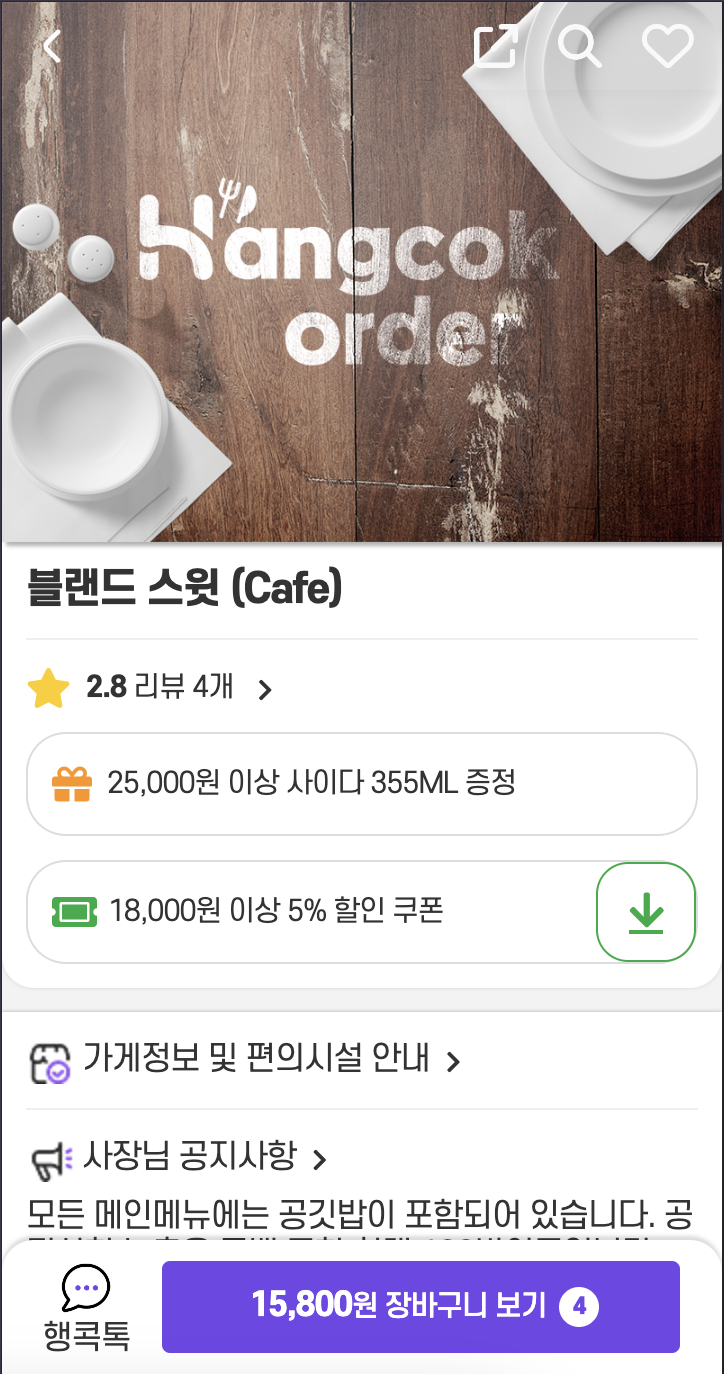 Hangcok
order
블랜드 스윗 (Cafe)
2.8 리뷰 4개
25,000원 이상 사이다 355ML 증정
18,000원 이상 5% 할인 쿠폰
가게정보 및 편의시설 안내
사장님 공지사항
모든 메인메뉴에는 공깃밥이 포함되어 있습니다. 공
행콕톡
15,800원 장바구니 보기 4